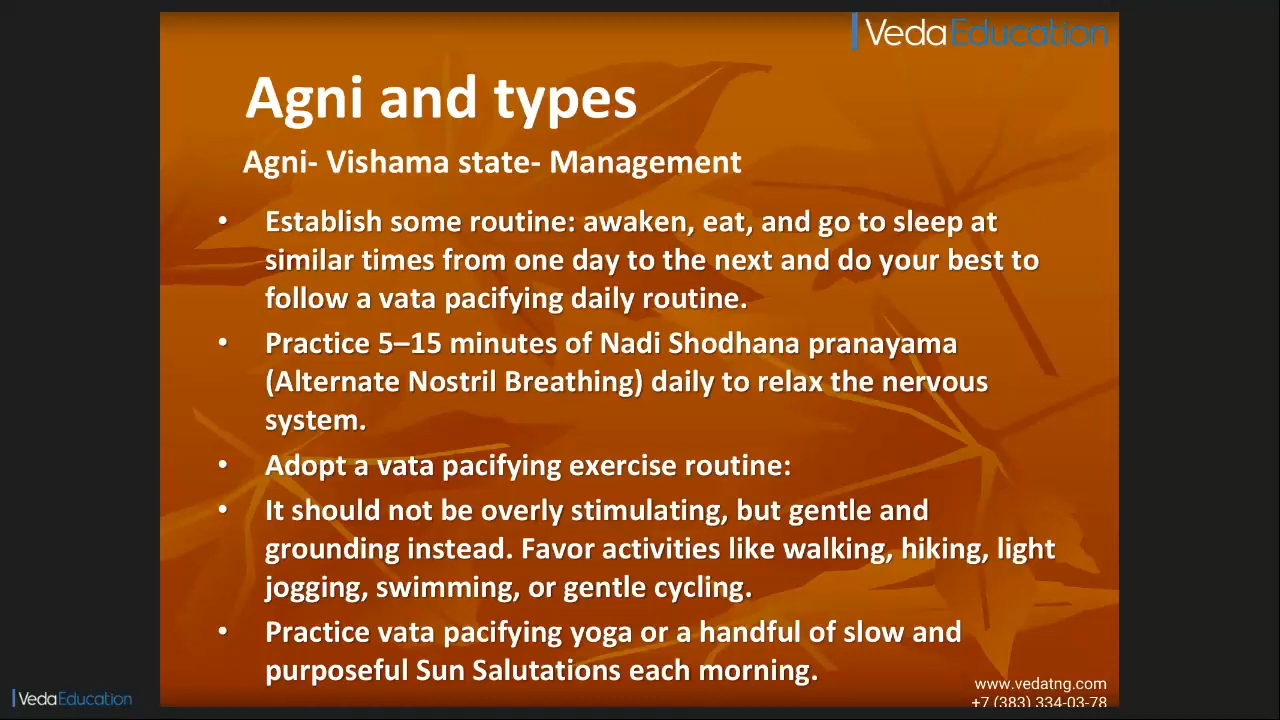 VedaEducation
Agni and types
Agni- Vishama state- Management
• Establish some routine: awaken, eat, and go to sleep at
similar times from one day to the next and do your best to
follow a vata pacifying daily routine.
• Practice 5–15 minutes of Nadi Shodhana pranayama
(Alternate Nostril Breathing) daily to relax the nervous
system.
• Adopt a vata pacifying exercise routine:
• It should not be overly stimulating, but gentle and
grounding instead. Favor activities like walking, hiking, light
jogging, swimming, or gentle cycling.
• Practice vata pacifying yoga or a handful of slow and
purposeful Sun Salutations each morning.
www.vedatng.com
+7 (383) 334-03-78
VedaEducation